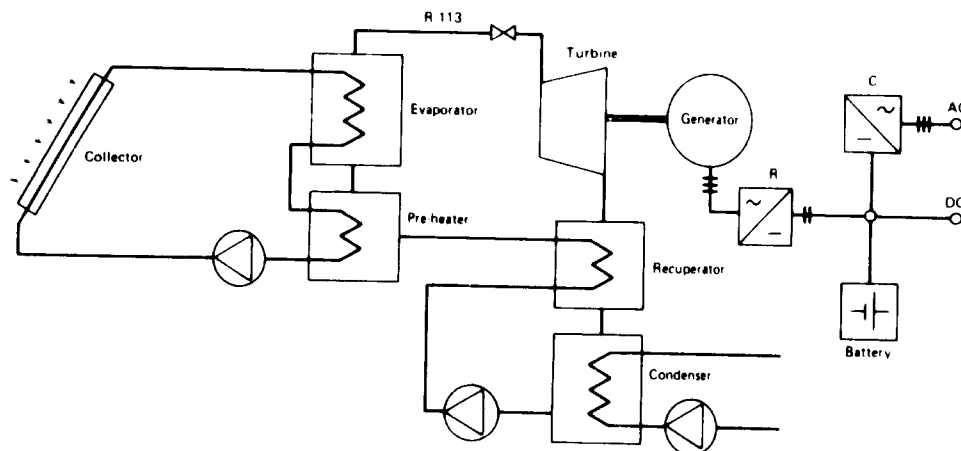 R 113
Turbine
C
AC
Evaporator
Generator
Collector
R
DC
Pre-heater
Recuperator
Battery
Condenser